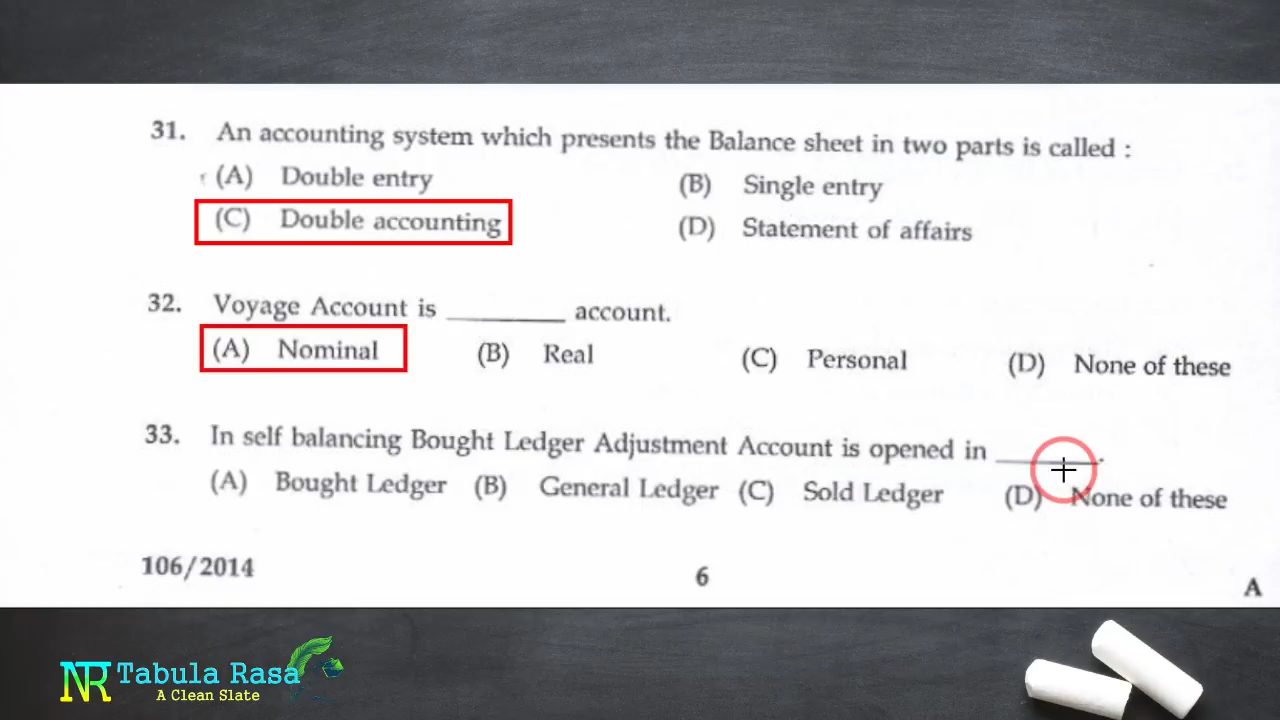 31. An accounting system which presents the Balance sheet in two parts is called :
(A) Double entry (B) Single entry
(C) Double accounting (D) Statement of affairs
32. Voyage Account is ________ account.
(A) Nominal (B) Real (C) Personal (D) None of these
33. In self balancing Bought Ledger Adjustment Account is opened in ________.
(A) Bought Ledger (B) General Ledger (C) Sold Ledger (D) None of these
106/2014 6 A
NR Tabula Rasa
A Clean Slate